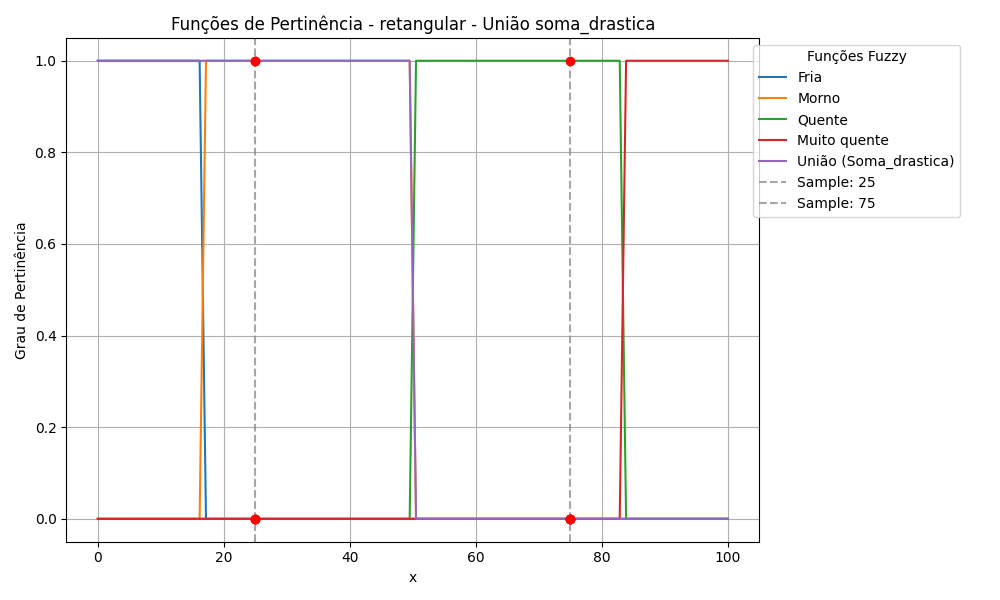 Funções de Pertinência - retangular - União soma_drastica
Grau de Pertinência
1.0
0.8
0.6
0.4
0.2
0.0
0
20
40
60
80
100
x
Funções Fuzzy
Fria
Morno
Quente
Muito quente
União (Soma_drastica)
Sample: 25
Sample: 75